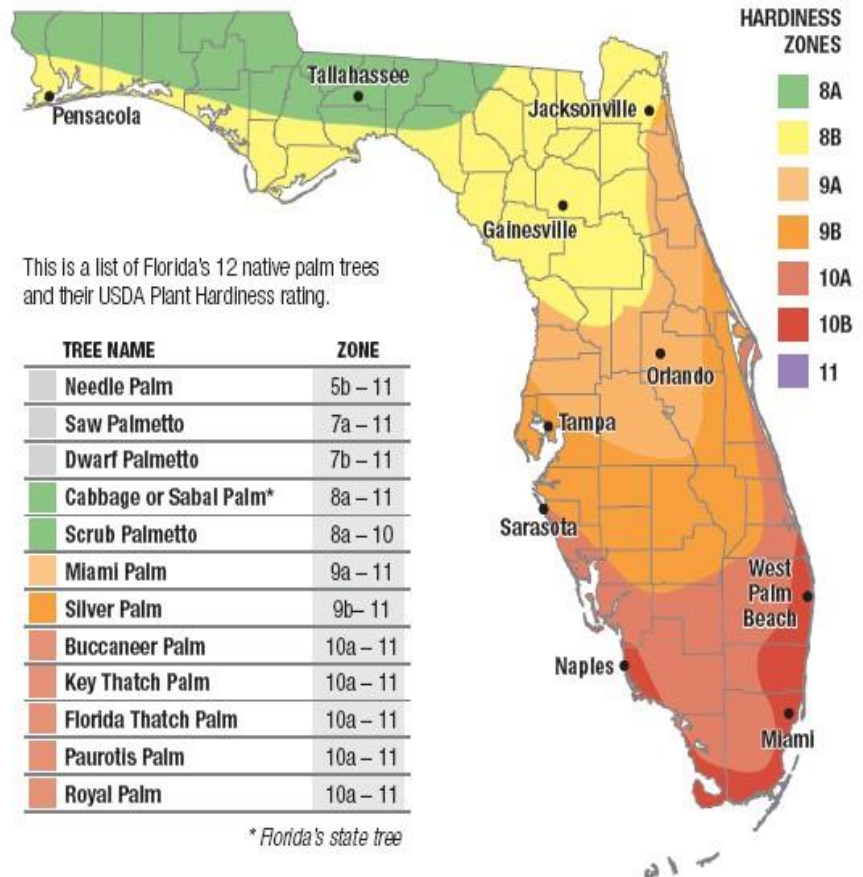 HARDINESS
ZONES
8A
8B
9A
9B
10A
10B
11
Tallahassee
Pensacola
Jacksonville
Gainesville
Orlando
Tampa
Sarasota
West
Palm
Beach
Naples
Miami
This is a list of Florida's 12 native palm trees
and their USDA Plant Hardiness rating.
TREE NAME ZONE
Needle Palm 5b – 11
Saw Palmetto 7a – 11
Dwarf Palmetto 7b – 11
Cabbage or Sabal Palm* 8a – 11
Scrub Palmetto 8a – 10
Miami Palm 9a – 11
Silver Palm 9b– 11
Buccaneer Palm 10a – 11
Key Thatch Palm 10a – 11
Florida Thatch Palm 10a – 11
Paurotis Palm 10a – 11
Royal Palm 10a – 11
* Florida's state tree